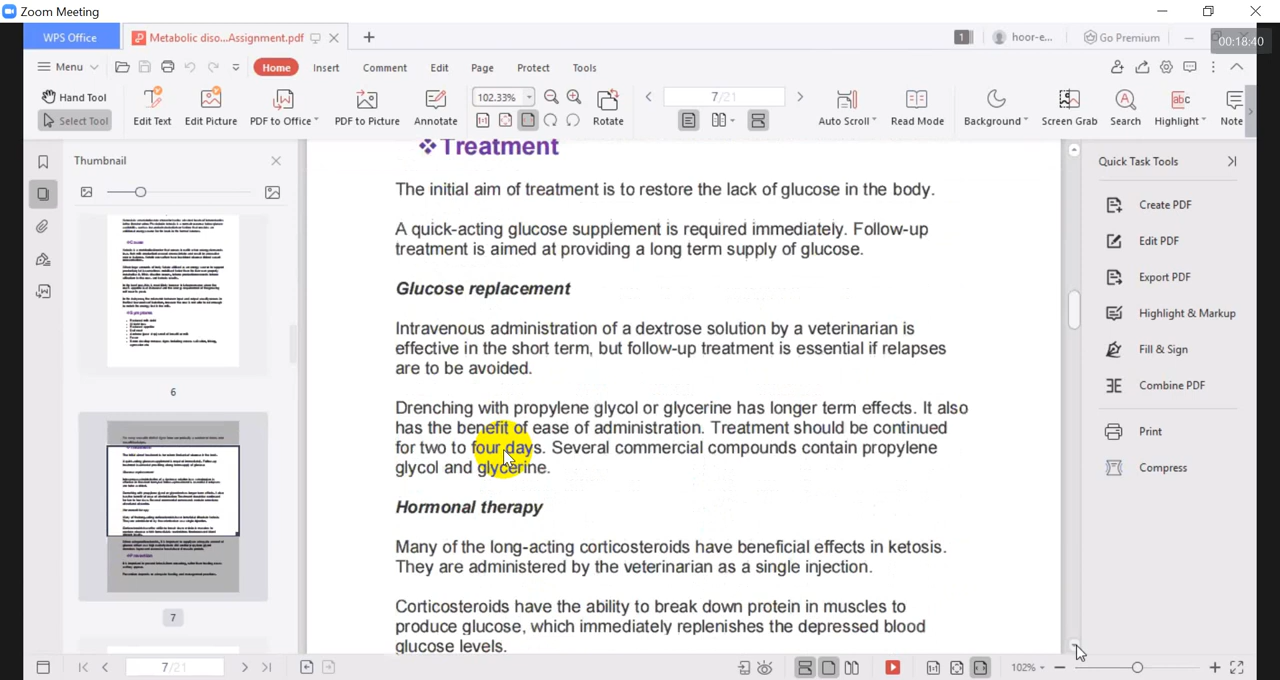 Zoom Meeting
WPS Office
Metabolic diso...Assignment.pdf
1
hoor-e...
Go Premium
00:18:40
Menu
Home
Insert
Comment
Edit
Page
Protect
Tools
Hand Tool
Select Tool
Edit Text
Edit Picture
PDF to Office
PDF to Picture
Annotate
102.33%
Rotate
7/21
Auto Scroll
Read Mode
Background
Screen Grab
Search
Highlight
Note
Thumbnail
6
7
❖Treatment
The initial aim of treatment is to restore the lack of glucose in the body.
A quick-acting glucose supplement is required immediately. Follow-up
treatment is aimed at providing a long term supply of glucose.
Glucose replacement
Intravenous administration of a dextrose solution by a veterinarian is
effective in the short term, but follow-up treatment is essential if relapses
are to be avoided.
Drenching with propylene glycol or glycerine has longer term effects. It also
has the benefit of ease of administration. Treatment should be continued
for two to four days. Several commercial compounds contain propylene
glycol and glycerine.
Hormonal therapy
Many of the long-acting corticosteroids have beneficial effects in ketosis.
They are administered by the veterinarian as a single injection.
Corticosteroids have the ability to break down protein in muscles to
produce glucose, which immediately replenishes the depressed blood
glucose levels.
Quick Task Tools
Create PDF
Edit PDF
Export PDF
Highlight & Markup
Fill & Sign
Combine PDF
Print
Compress
7/21
102%